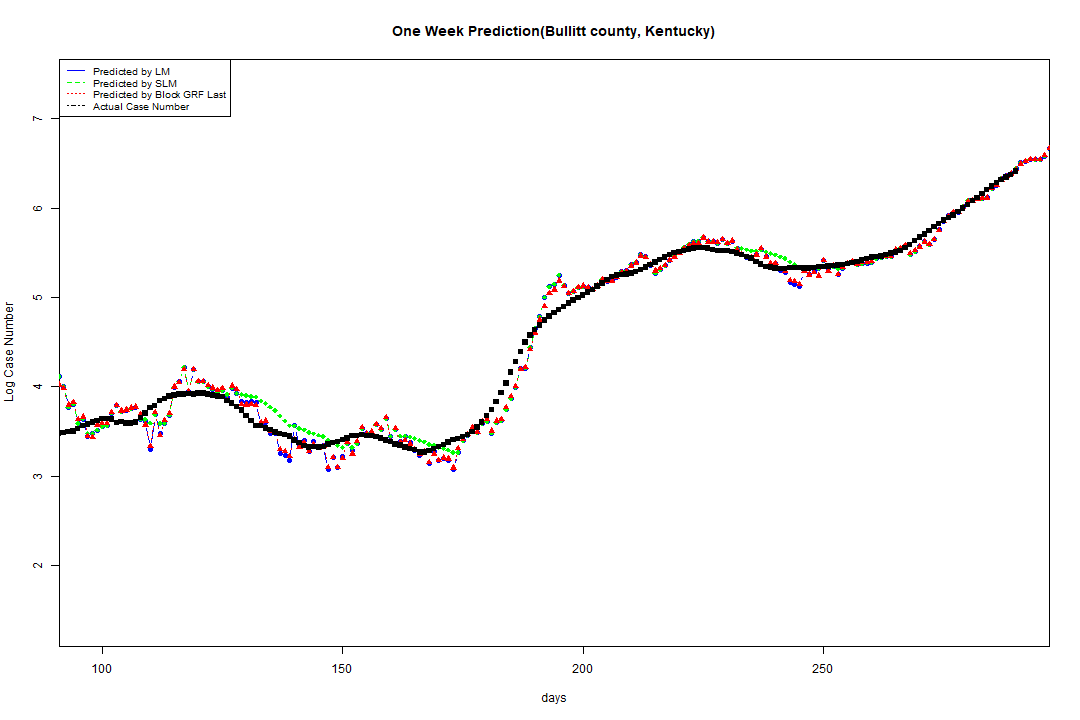 One Week Prediction(Bullitt county, Kentucky)
Predicted by LM
Predicted by SLM
Predicted by Block GRF Last
Actual Case Number
7
6
5
4
3
2
Log Case Number
100 150 200 250
days